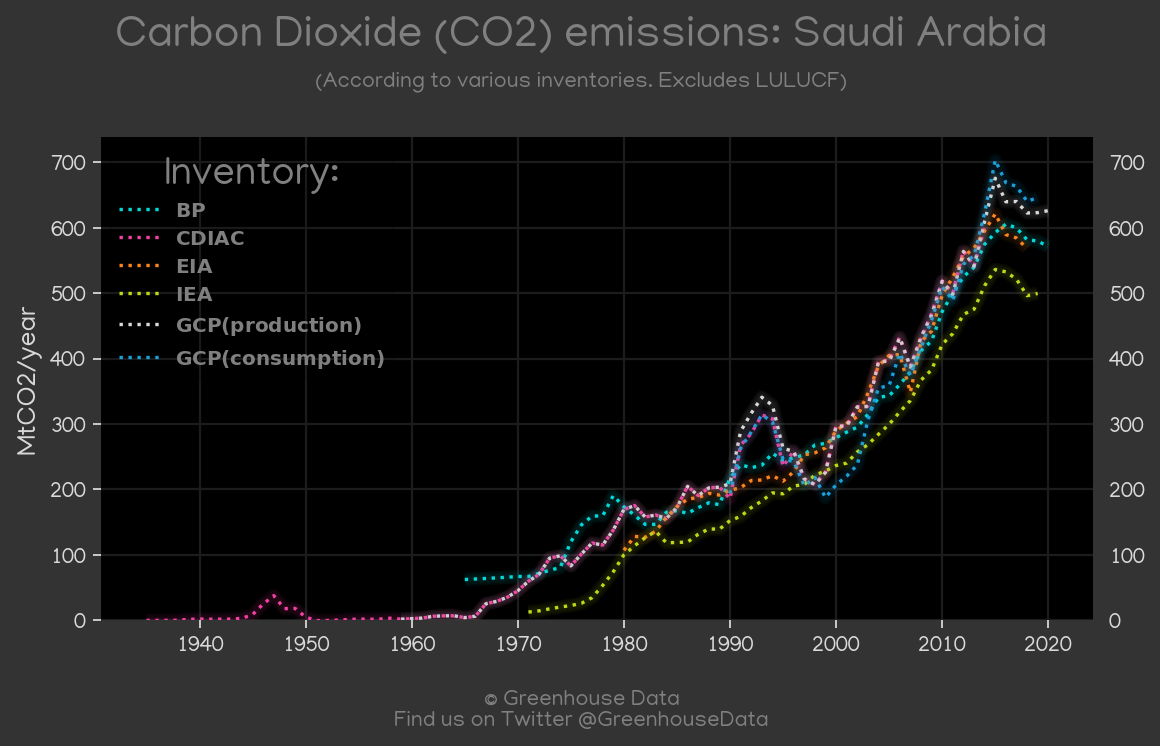 Carbon Dioxide (CO2) emissions: Saudi Arabia
(According to various inventories. Excludes LULUCF)
Inventory:
BP
CDIAC
EIA
IEA
GCP(production)
GCP(consumption)
MtCO2/year
700
600
500
400
300
200
100
0
700
600
500
400
300
200
100
0
1940 1950 1960 1970 1980 1990 2000 2010 2020
© Greenhouse Data
Find us on Twitter @GreenhouseData